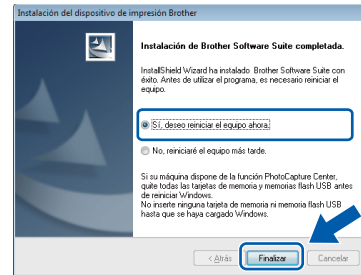 Instalación del dispositivo de impresión Brother
Instalación de Brother Software Suite completada.
InstallShield Wizard ha instalado Brother Software Suite con
éxito. Antes de utilizar el programa, es necesario reiniciar el
equipo.
Sí, deseo reiniciar el equipo ahora.
No, reiniciaré el equipo más tarde.
Si su máquina dispone de la función PhotoCapture Center,
quite todas las tarjetas de memoria y memorias flash USB antes
de reiniciar Windows.
No inserte ninguna tarjeta de memoria ni memoria flash USB
hasta que se haya cargado Windows.
< Atrás Finalizar Cancelar